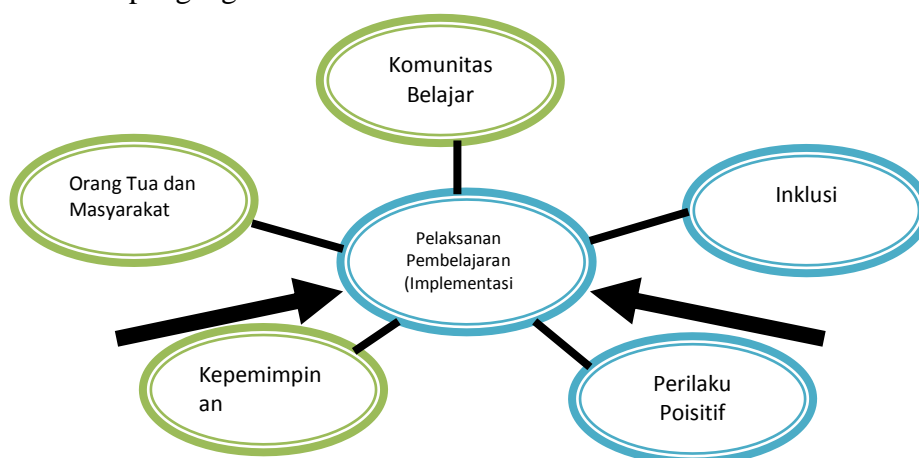 Komunitas
Belajar
Orang Tua dan
Masyarakat
Inklusi
Pelaksanan
Pembelajaran
(Implementasi
Kepemimpin
an
Perilaku
Poisitif